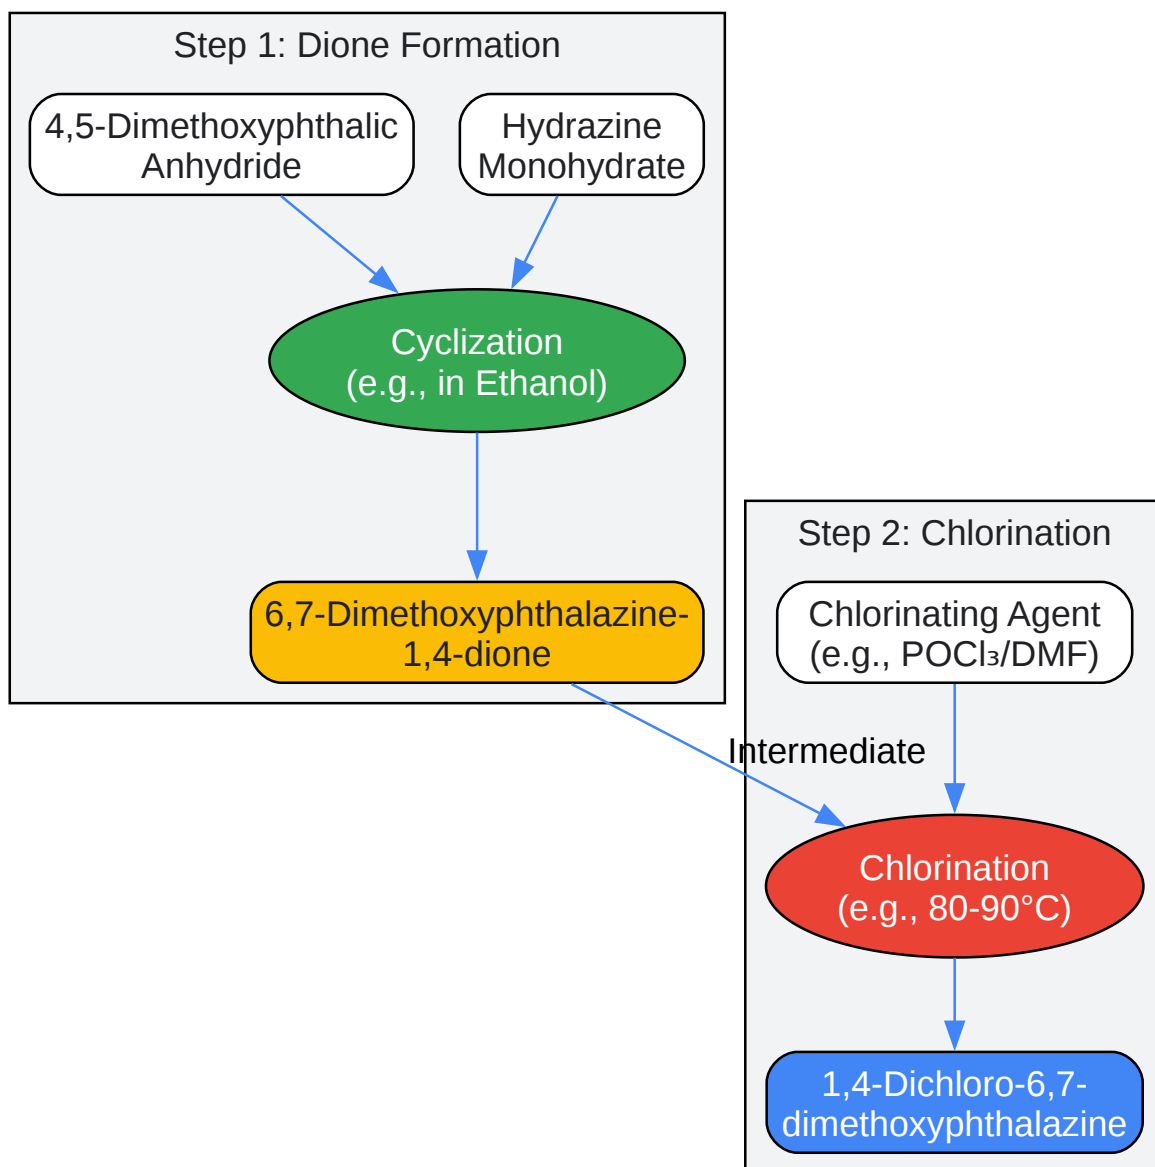 Step 1: Dione Formation
4,5-Dimethoxyphthalic
Anhydride
Hydrazine
Monohydrate
Cyclization
(e.g., in Ethanol)
6,7-Dimethoxyphthalazine-
1,4-dione
Step 2: Chlorination
Chlorinating Agent
(e.g., POCl₃/DMF)
Intermediate
Chlorination
(e.g., 80-90°C)
1,4-Dichloro-6,7-
dimethoxyphthalazine